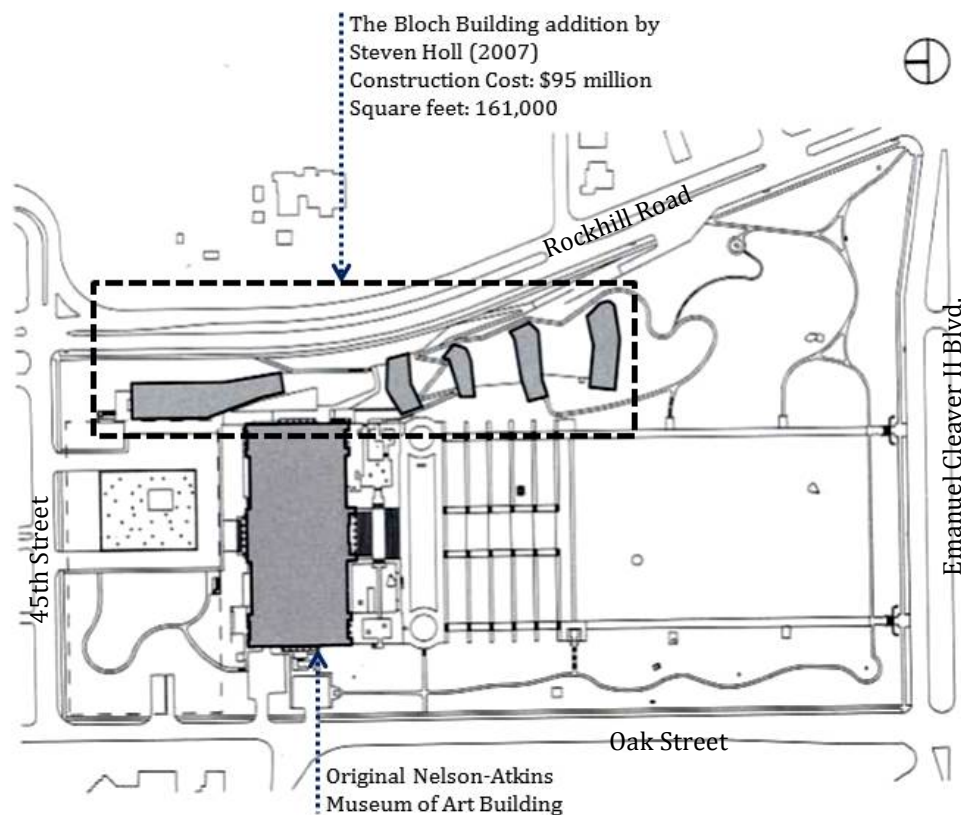 The Bloch Building addition by
Steven Holl (2007)
Construction Cost: $95 million
Square feet: 161,000
Rockhill Road
Emanuel Cleaver II Blvd.
45th Street
Oak Street
Original Nelson-Atkins
Museum of Art Building